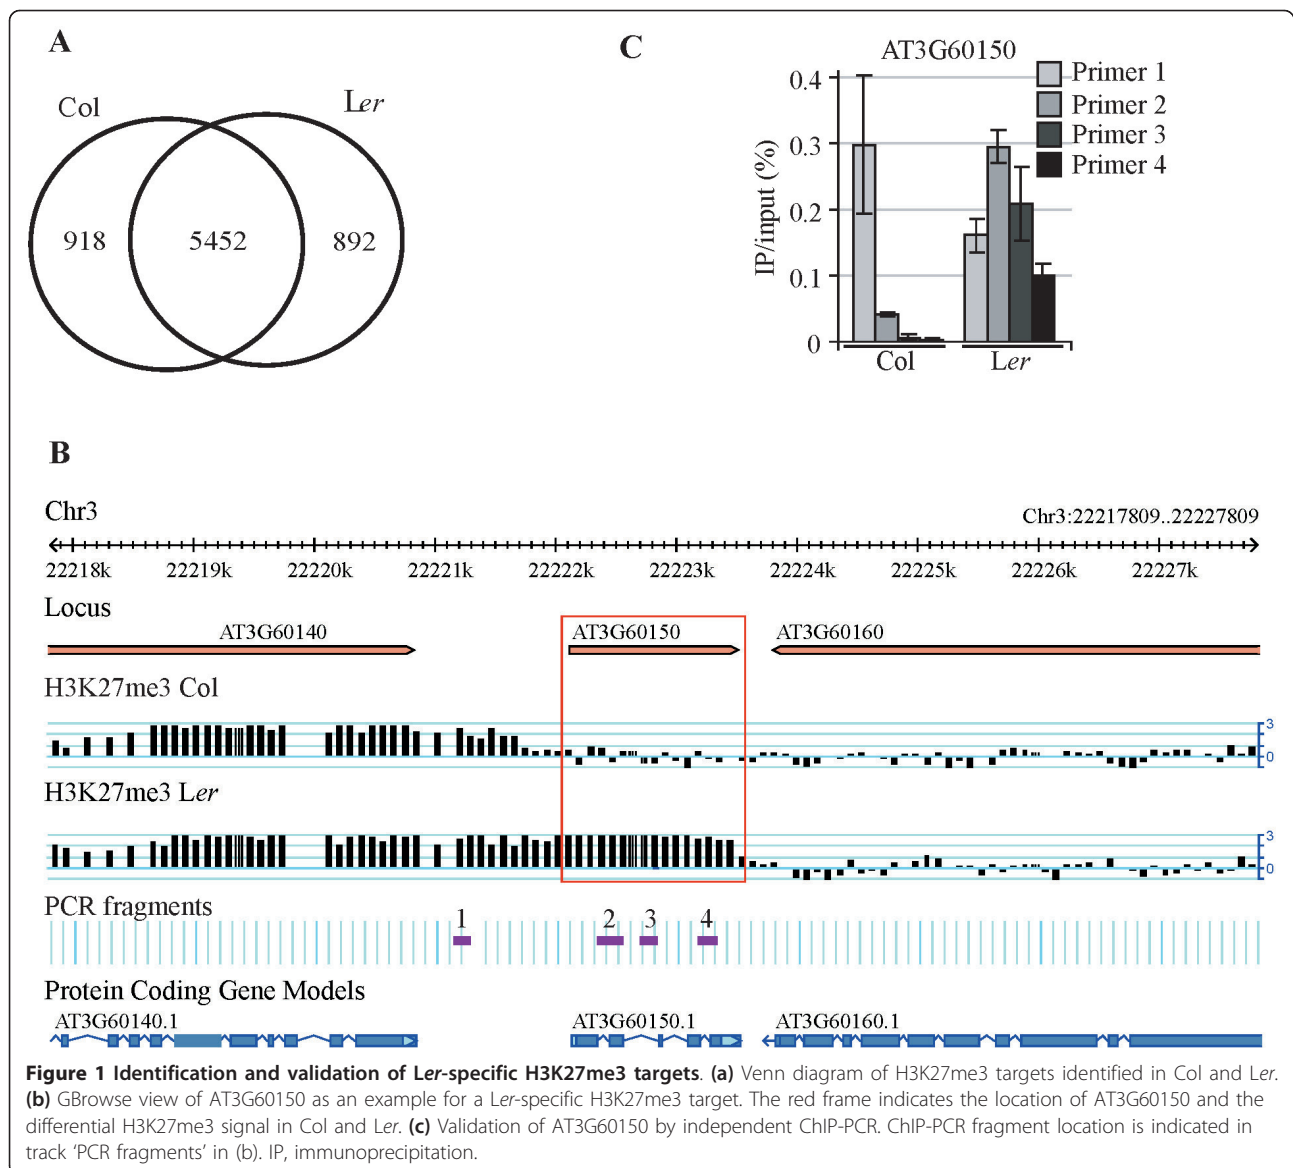 A
Col
Ler
918
5452
892
C
AT3G60150
Primer 1
Primer 2
Primer 3
Primer 4
IP/input (%)
0.4
0.3
0.2
0.1
0
Col
Ler
B
Chr3
Chr3:22217809..22227809
22218k 22219k 22220k 22221k 22222k 22223k 22224k 22225k 22226k 22227k
Locus
AT3G60140 AT3G60150 AT3G60160
H3K27me3 Col
3
0
H3K27me3 Ler
3
0
PCR fragments
1 2 3 4
Protein Coding Gene Models
AT3G60140.1 AT3G60150.1 AT3G60160.1
Figure 1 Identification and validation of Ler-specific H3K27me3 targets. (a) Venn diagram of H3K27me3 targets identified in Col and Ler.
(b) GBrowse view of AT3G60150 as an example for a Ler-specific H3K27me3 target. The red frame indicates the location of AT3G60150 and the
differential H3K27me3 signal in Col and Ler. (c) Validation of AT3G60150 by independent ChIP-PCR. ChIP-PCR fragment location is indicated in
track ‘PCR fragments’ in (b). IP, immunoprecipitation.